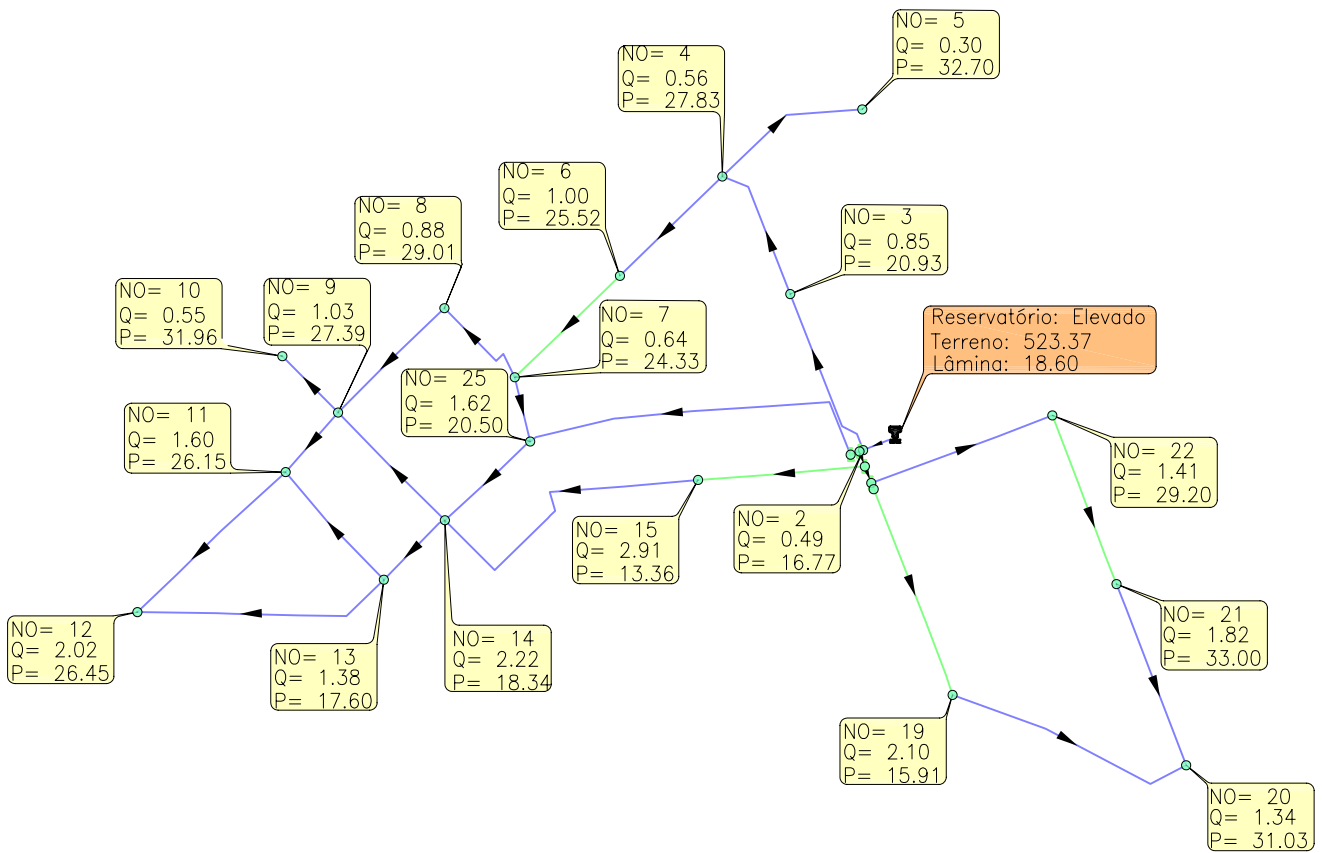 NO= 5
Q= 0.30
P= 32.70
NO= 4
Q= 0.56
P= 27.83
NO= 6
Q= 1.00
P= 25.52
NO= 8
Q= 0.88
P= 29.01
NO= 3
Q= 0.85
P= 20.93
NO= 10
Q= 0.55
P= 31.96
NO= 9
Q= 1.03
P= 27.39
NO= 7
Q= 0.64
P= 24.33
Reservatório: Elevado
Terreno: 523.37
Lâmina: 18.60
NO= 25
Q= 1.62
P= 20.50
NO= 11
Q= 1.60
P= 26.15
NO= 22
Q= 1.41
P= 29.20
NO= 15
Q= 2.91
P= 13.36
NO= 2
Q= 0.49
P= 16.77
NO= 12
Q= 2.02
P= 26.45
NO= 13
Q= 1.38
P= 17.60
NO= 14
Q= 2.22
P= 18.34
NO= 21
Q= 1.82
P= 33.00
NO= 19
Q= 2.10
P= 15.91
NO= 20
Q= 1.34
P= 31.03